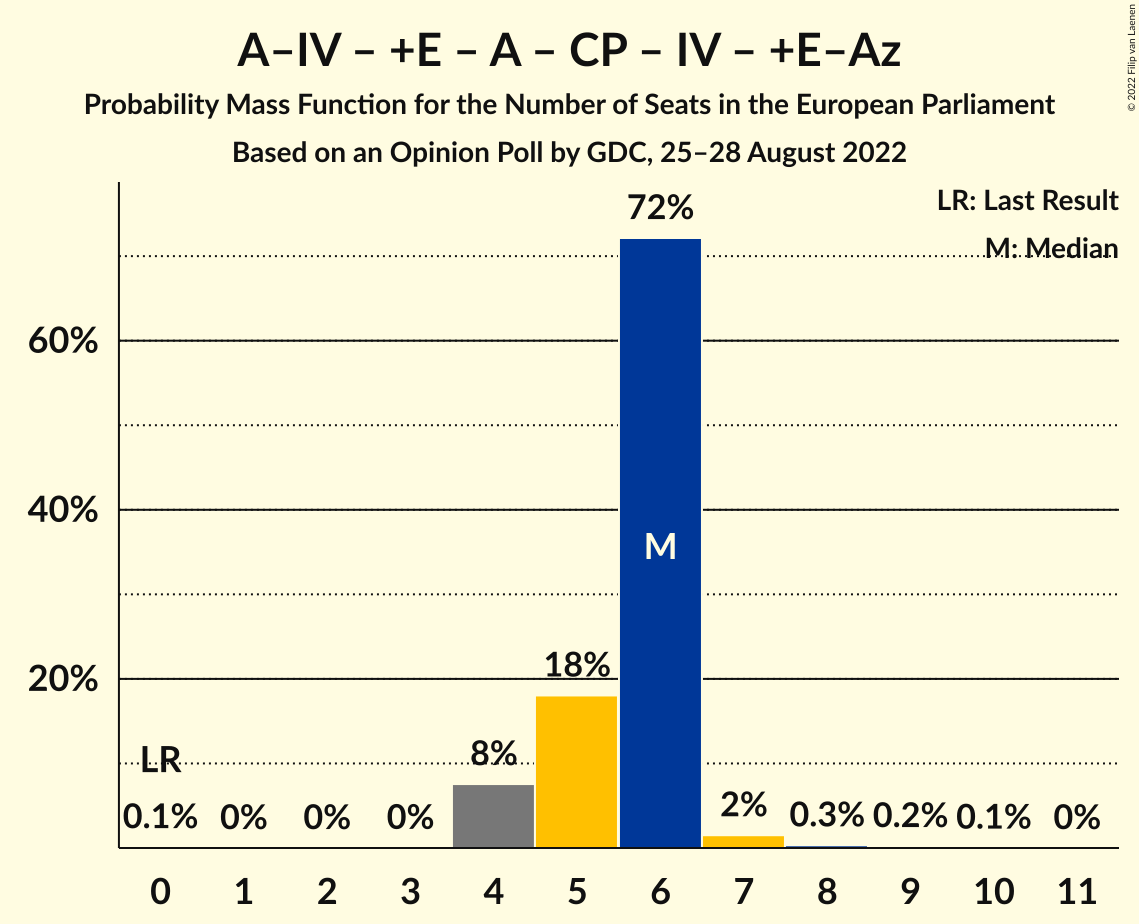 A–IV – +E – A – CP – IV – +E–Az
Probability Mass Function for the Number of Seats in the European Parliament
Based on an Opinion Poll by GDC, 25–28 August 2022
© 2022 Filip van Laenen
LR: Last Result
M: Median
72%
60%
40%
M
20%
18%
8%
LR
2%
0.1% 0% 0% 0% 0.3% 0.2% 0.1% 0%
0 1 2 3 4 5 6 7 8 9 10 11